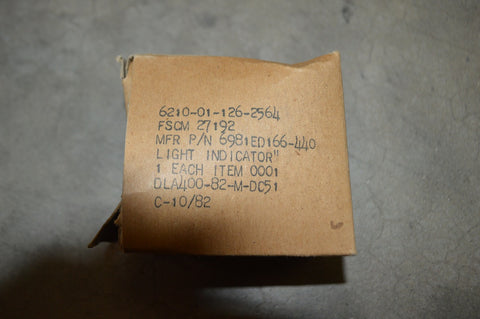 6210-01-126-2564
FSCM 27192
MFR P/N 6981ED166-440
LIGHT INDICATOR"
1 EACH ITEM 0001
DLA400-82-M-DC51
C-10/82